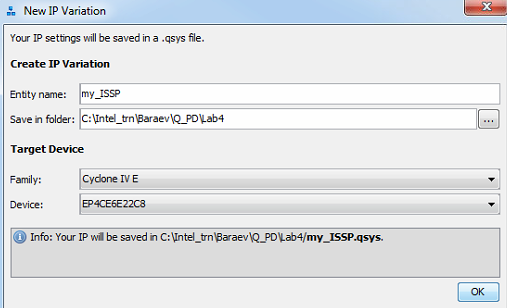 New IP Variation
Your IP settings will be saved in a .qsys file.
Create IP Variation
Entity name: my_ISSP
Save in folder: C:\Intel_trn\Baraev\Q_PD\Lab4 ...
Target Device
Family: Cyclone IV E
Device: EP4CE6E22C8
Info: Your IP will be saved in C:\Intel_trn\Baraev\Q_PD\Lab4/my_ISSP.qsys.
OK